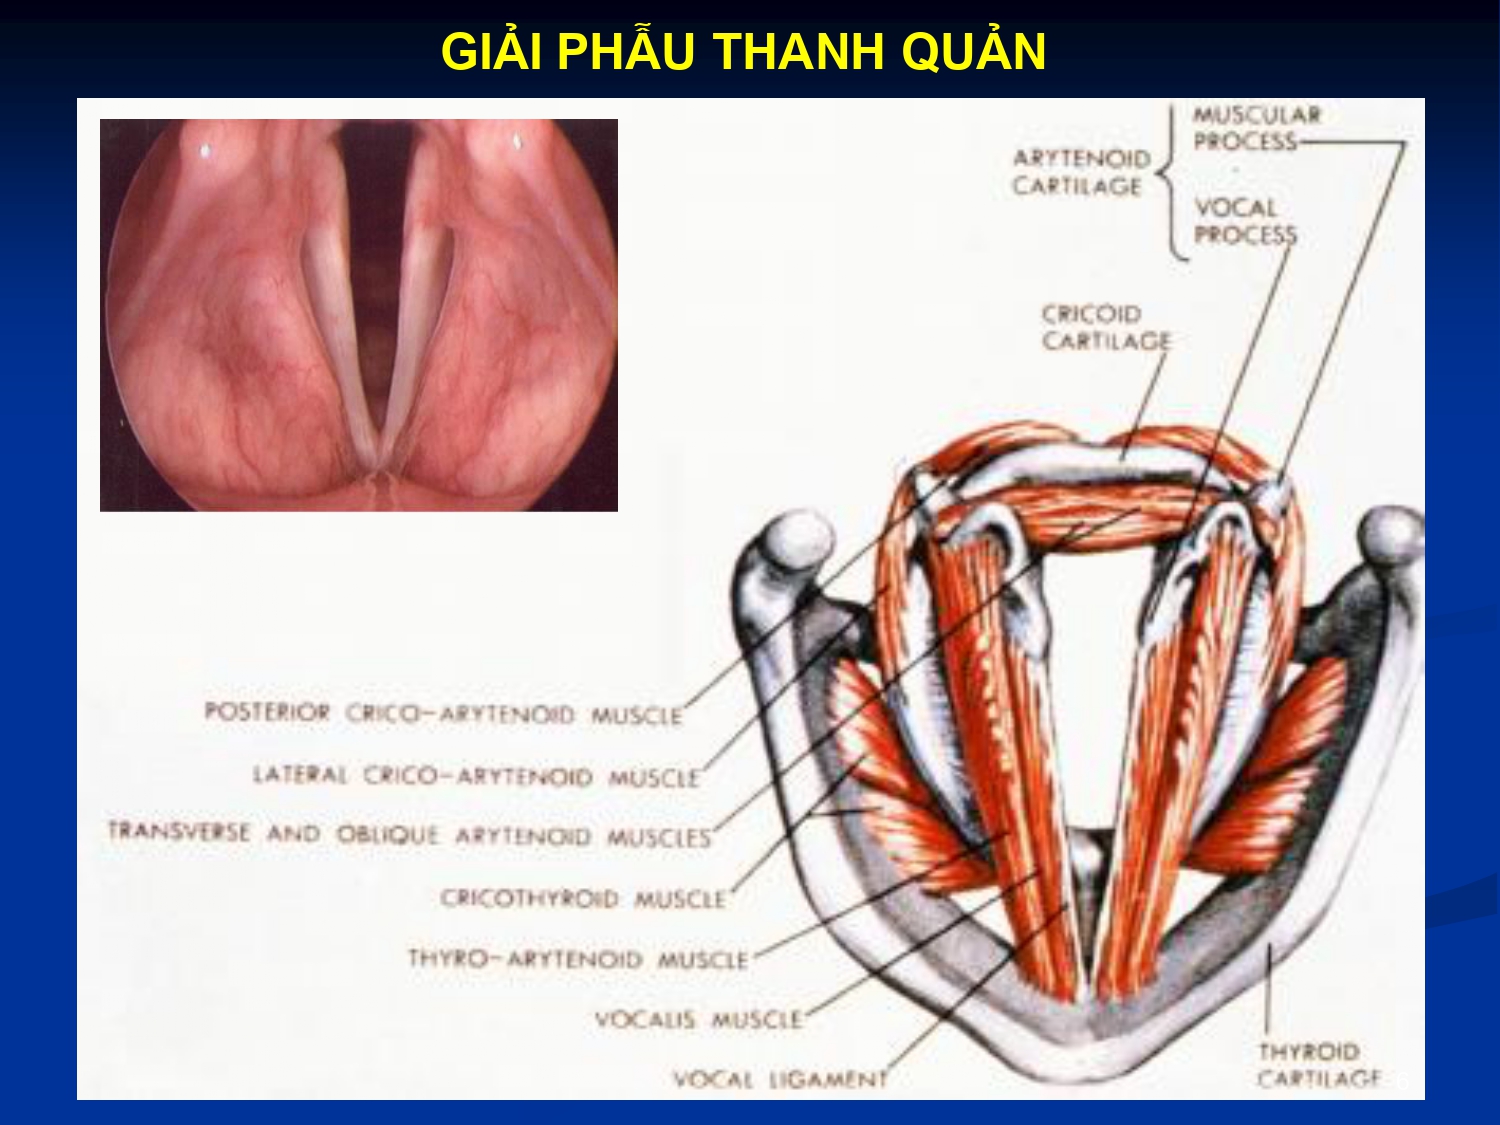 GIẢI PHẪU THANH QUẢN
MUSCULAR
PROCESS
ARYTENOID
CARTILAGE
VOCAL
PROCESS
CRICOID
CARTILAGE
POSTERIOR CRICO-ARYTENOID MUSCLE
LATERAL CRICO-ARYTENOID MUSCLE
TRANSVERSE AND OBLIQUE ARYTENOID MUSCLES
CRICOTHYROID MUSCLE
THYRO-ARYTENOID MUSCLE
VOCALIS MUSCLE
VOCAL LIGAMENT
THYROID
CARTILAGE